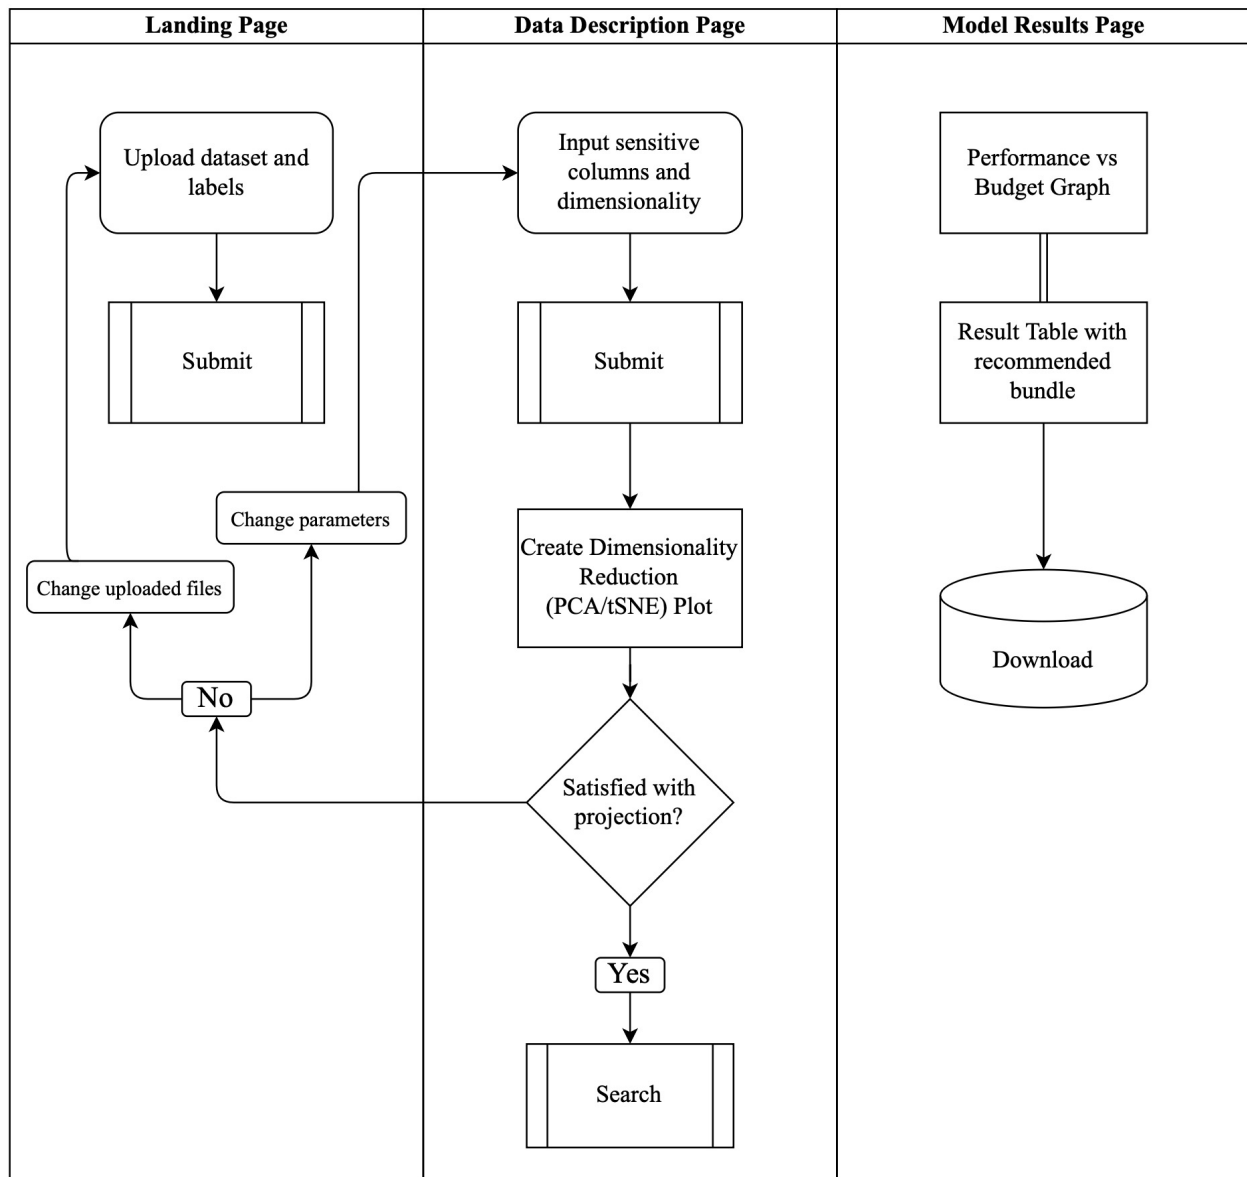 Landing Page
Data Description Page
Model Results Page
Upload dataset and
labels
Submit
Change parameters
Change uploaded files
No
Input sensitive
columns and
dimensionality
Submit
Create Dimensionality
Reduction
(PCA/tSNE) Plot
Satisfied with
projection?
Yes
Search
Performance vs
Budget Graph
Result Table with
recommended
bundle
Download